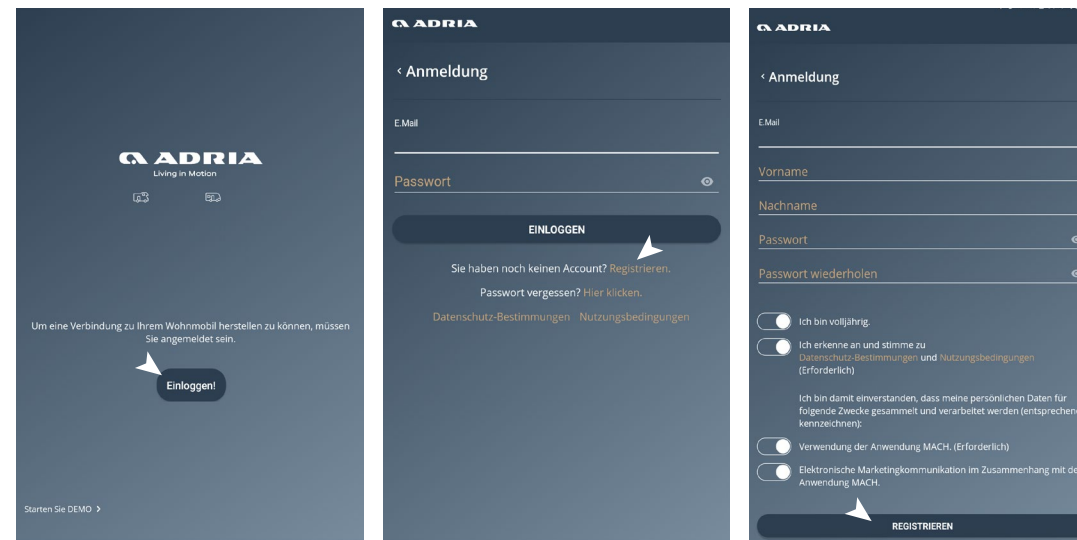 ADRIA
Living in Motion
Um eine Verbindung zu Ihrem Wohnmobil herstellen zu können, müssen
Sie angemeldet sein.
Einloggen!
Starten Sie DEMO >
ADRIA
< Anmeldung
E.Mail
Passwort
EINLOGGEN
Sie haben noch keinen Account? Registrieren.
Passwort vergessen? Hier klicken.
Datenschutz-Bestimmungen Nutzungsbedingungen
ADRIA
< Anmeldung
E.Mail
Vorname
Nachname
Passwort
Passwort wiederholen
Ich bin volljährig.
Ich erkenne an und stimme zu
Datenschutz-Bestimmungen und Nutzungsbedingungen
(Erforderlich)
Ich bin damit einverstanden, dass meine persönlichen Daten für
folgende Zwecke gesammelt und verarbeitet werden (entsprechend
kennzeichnen):
Verwendung der Anwendung MACH. (Erforderlich)
Elektronische Marketingkommunikation im Zusammenhang mit de
Anwendung MACH.
REGISTRIEREN